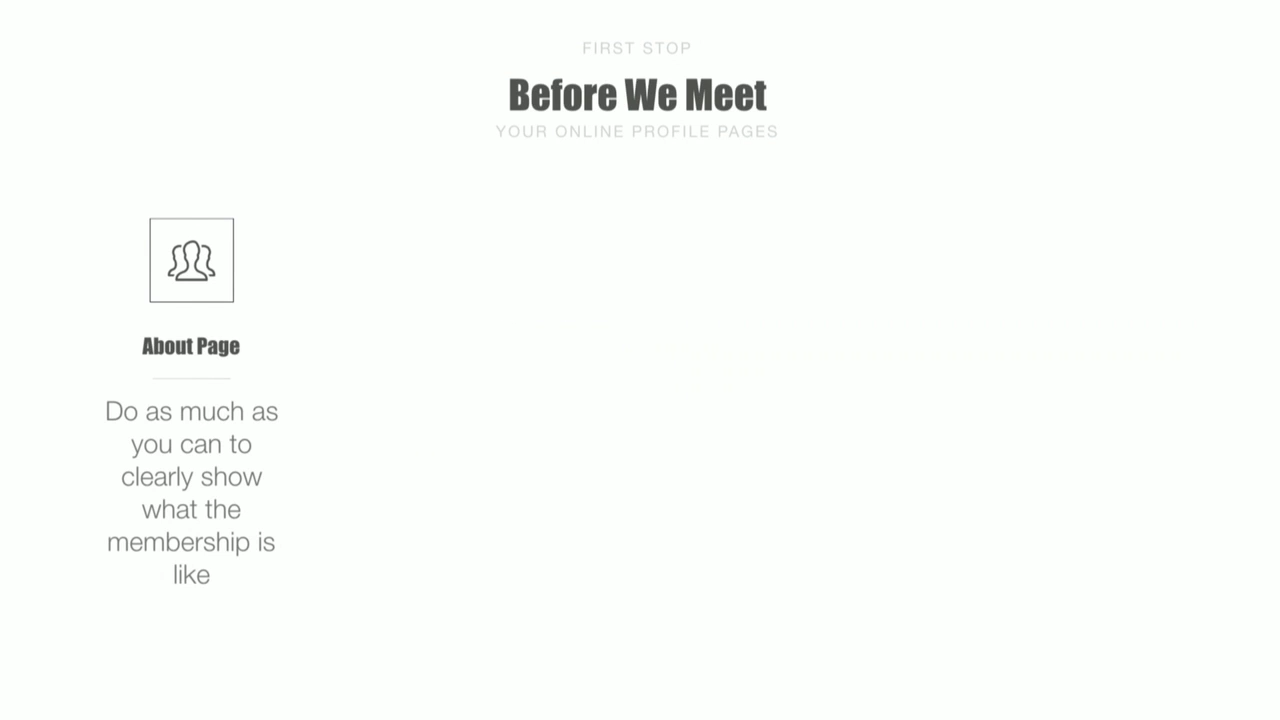 FIRST STOP
Before We Meet
YOUR ONLINE PROFILE PAGES
About Page
Do as much as
you can to
clearly show
what the
membership is
like